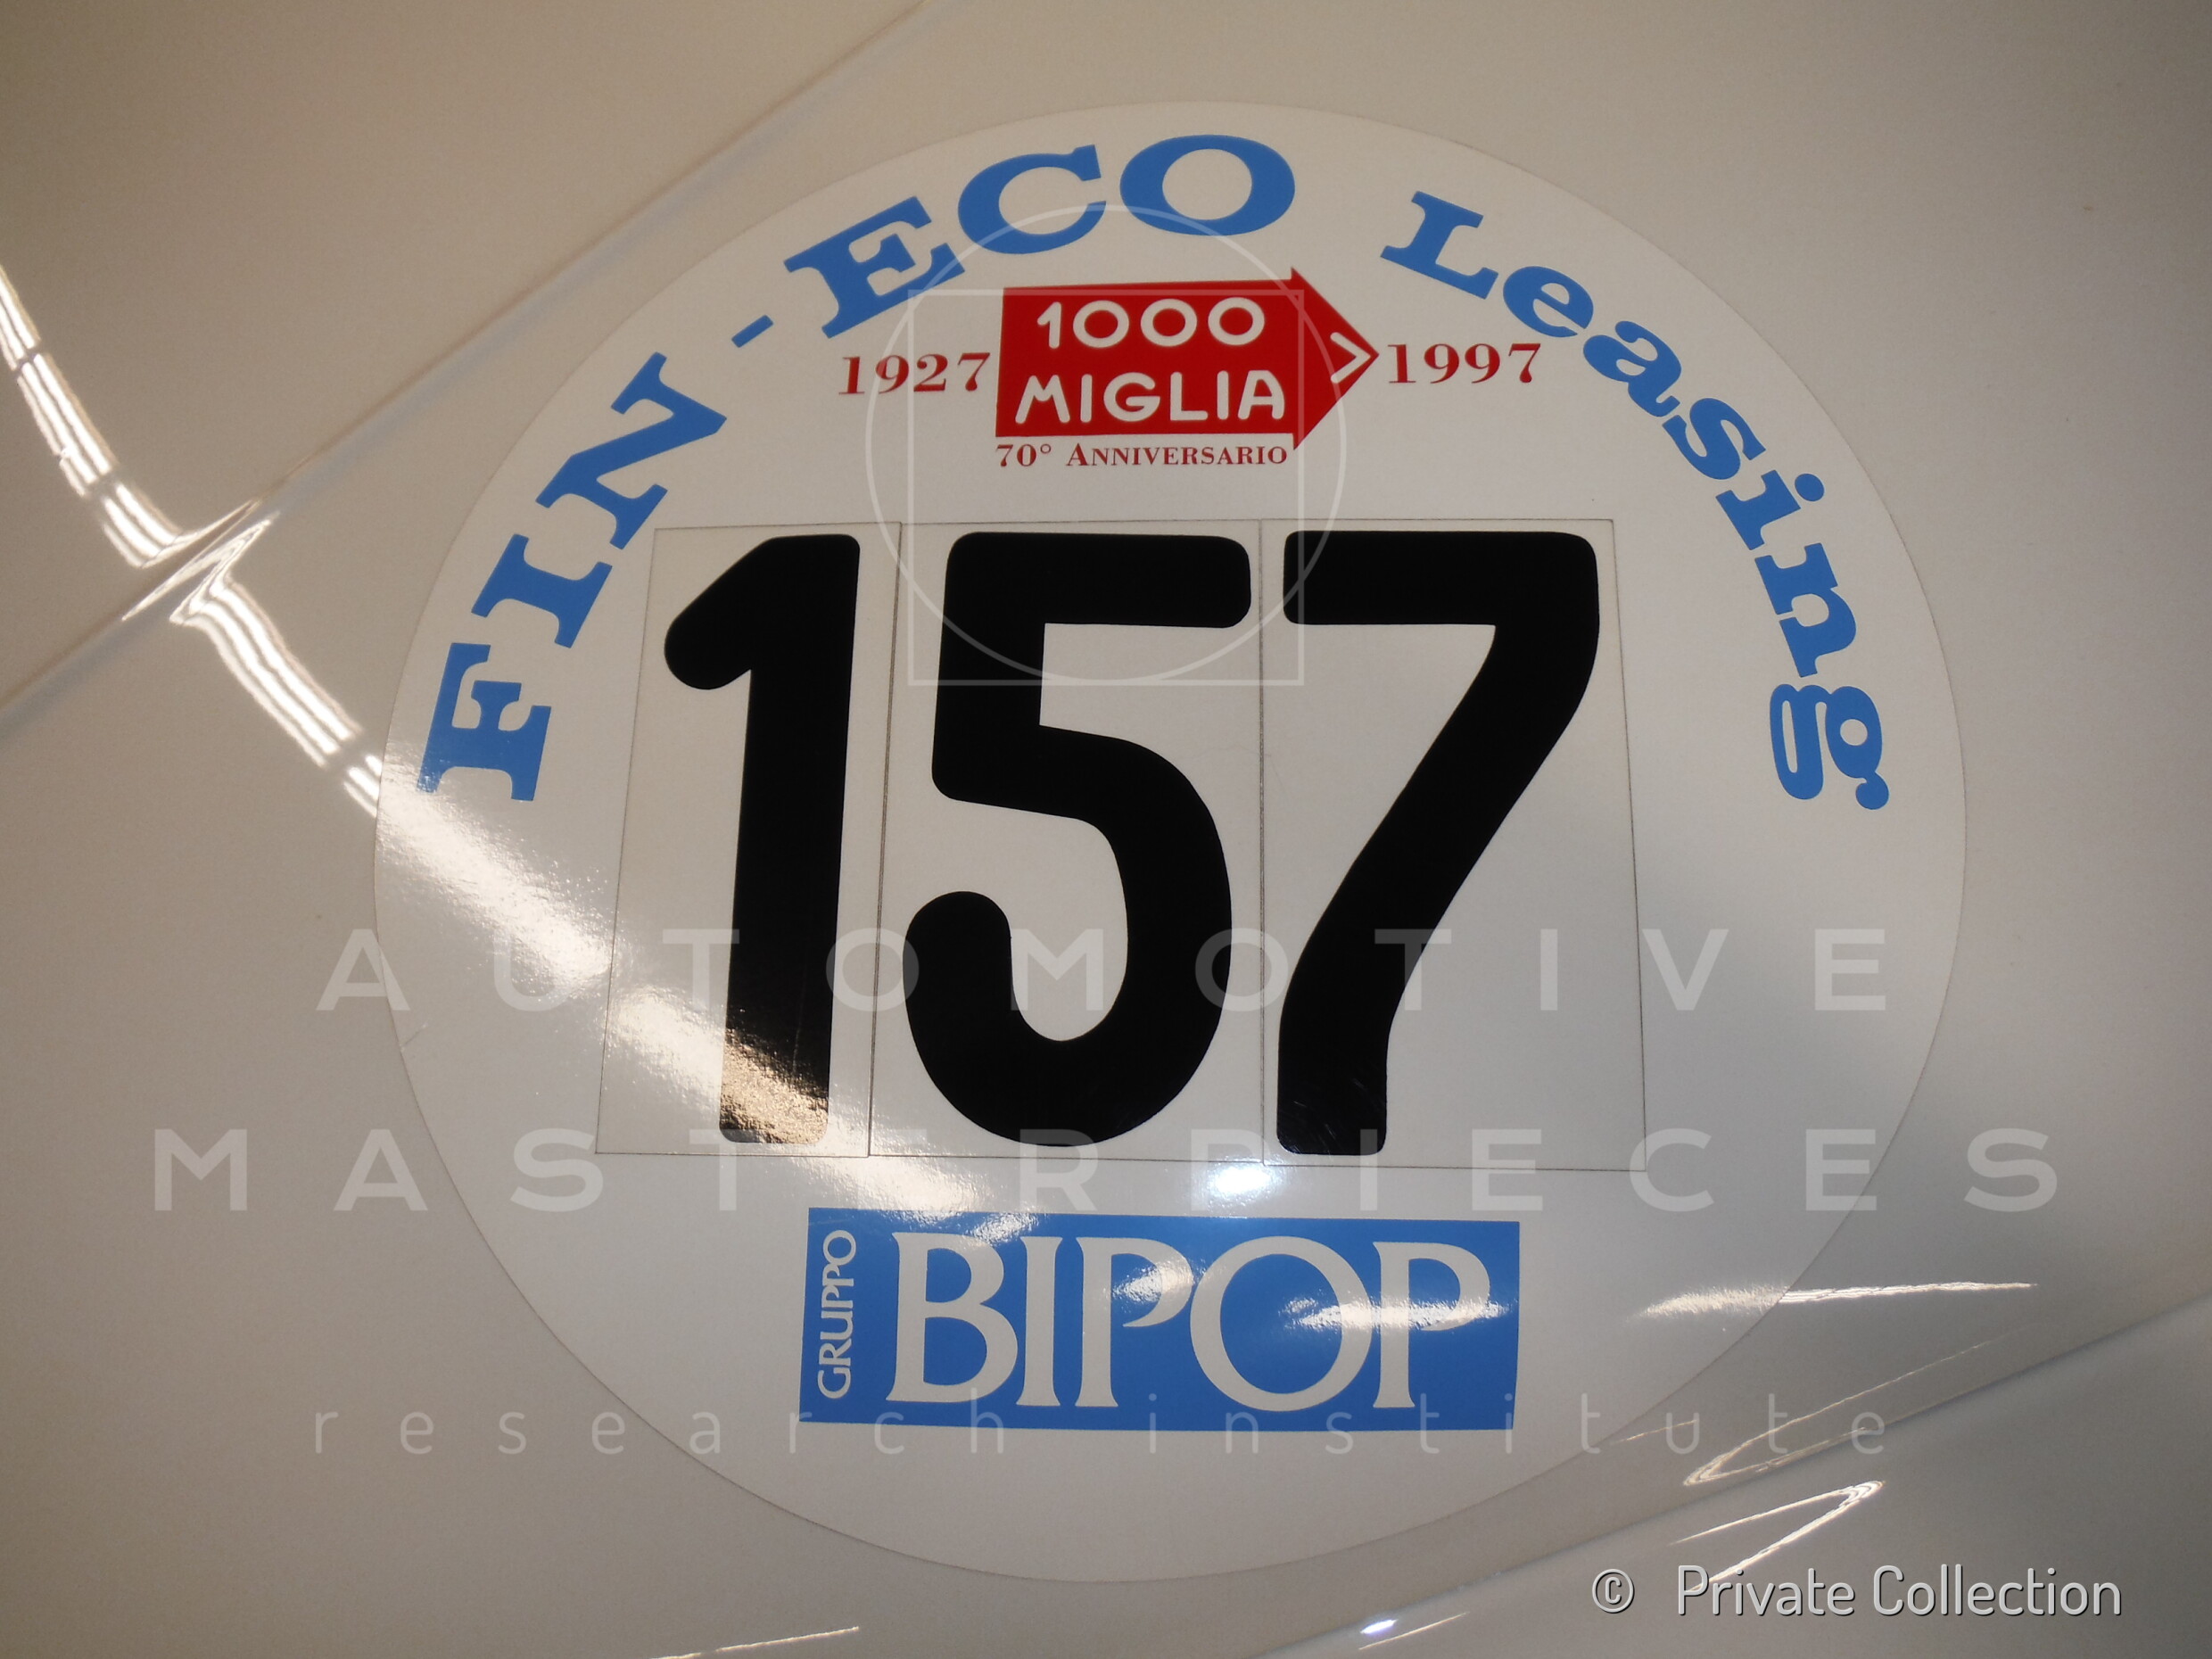 FIN-ECO Leasing
1927 1000 MIGLIA > 1997
70° ANNIVERSARIO
157
AUTOMOTIVE
MASTERPIECES
GRUPPO BIPOP
research institute
© Private Collection